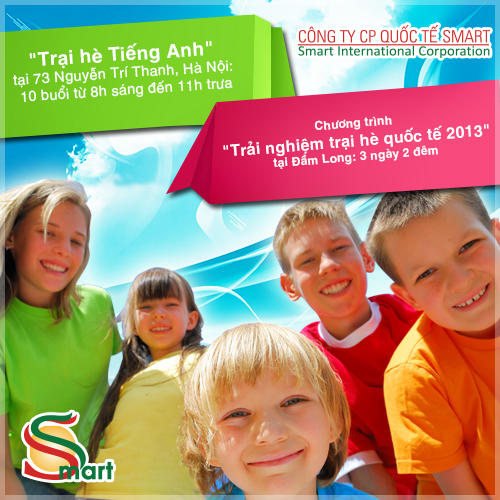 "Trại hè Tiếng Anh"
tại 73 Nguyễn Trí Thanh, Hà Nội:
10 buổi từ 8h sáng đến 11h trưa
CÔNG TY CP QUỐC TẾ SMART
Smart International Corporation
Chương trình
"Trải nghiệm trại hè quốc tế 2013"
tại Đầm Long: 3 ngày 2 đêm
Smart